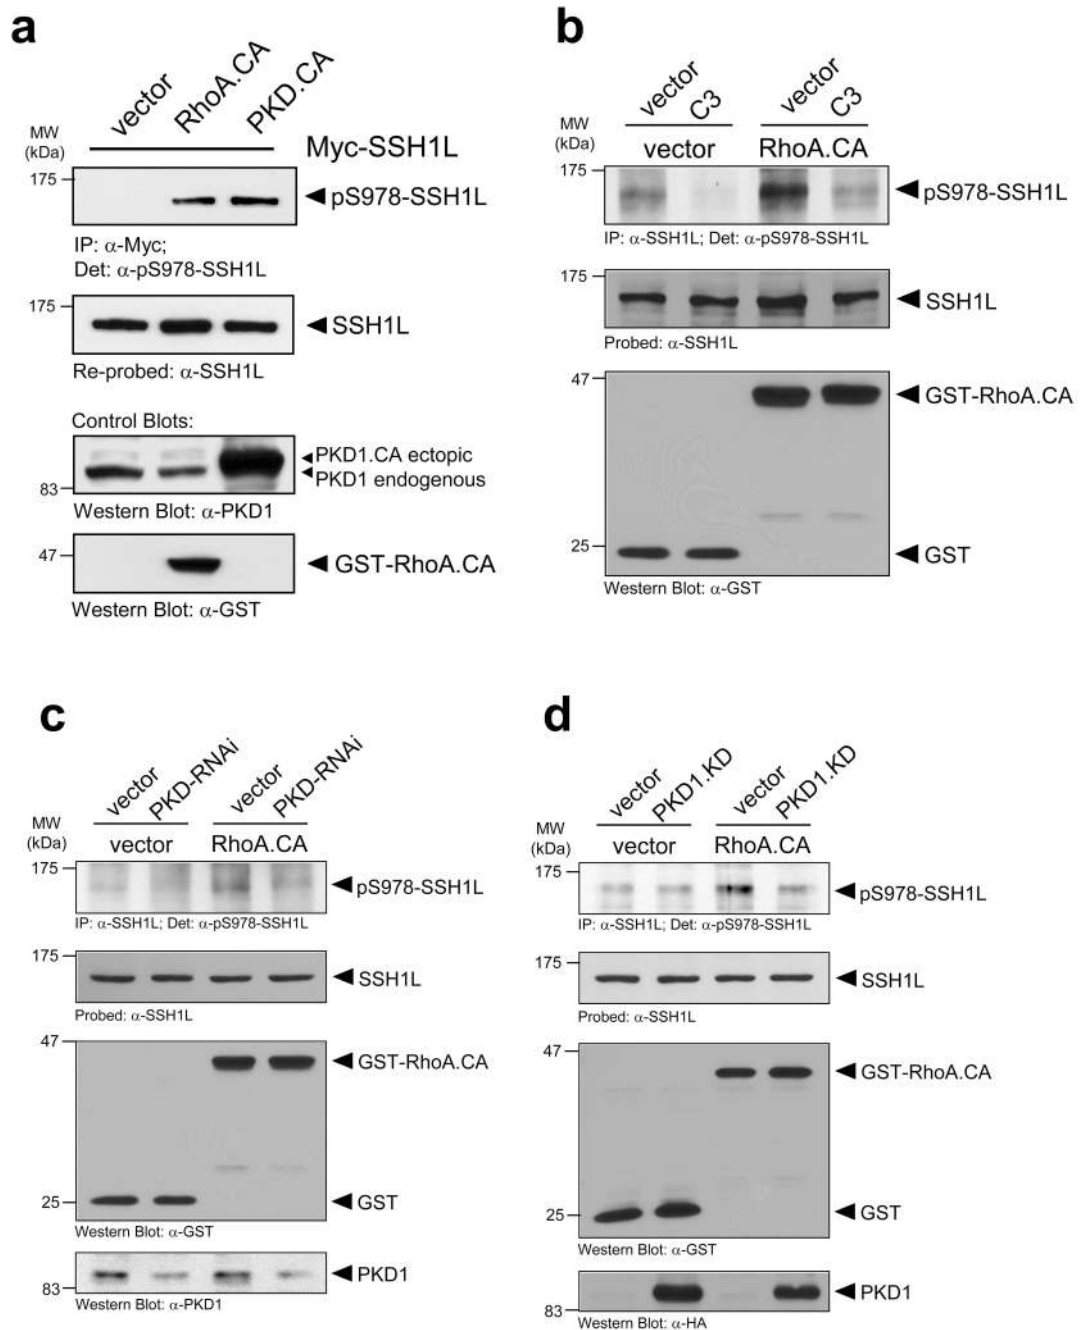 a
vector
RhoA.CA
PKD.CA
MW
(kDa)
Myc-SSH1L
175
pS978-SSH1L
IP: α-Myc;
Det: α-pS978-SSH1L
175
SSH1L
Re-probed: α-SSH1L
Control Blots:
PKD1.CA ectopic
PKD1 endogenous
83
Western Blot: α-PKD1
47
GST-RhoA.CA
Western Blot: α-GST
b
vector
C3
vector
C3
MW
(kDa)
vector
RhoA.CA
175
pS978-SSH1L
IP: α-SSH1L; Det: α-pS978-SSH1L
175
SSH1L
Probed: α-SSH1L
47
GST-RhoA.CA
25
GST
Western Blot: α-GST
c
vector
PKD-RNAi
vector
PKD-RNAi
MW
(kDa)
vector
RhoA.CA
175
pS978-SSH1L
IP: α-SSH1L; Det: α-pS978-SSH1L
175
SSH1L
Probed: α-SSH1L
47
GST-RhoA.CA
25
GST
Western Blot: α-GST
PKD1
83
Western Blot: α-PKD1
d
vector
PKD1.KD
vector
PKD1.KD
MW
(kDa)
vector
RhoA.CA
175
pS978-SSH1L
IP: α-SSH1L; Det: α-pS978-SSH1L
175
SSH1L
Probed: α-SSH1L
47
GST-RhoA.CA
25
GST
Western Blot: α-GST
PKD1
83
Western Blot: α-HA